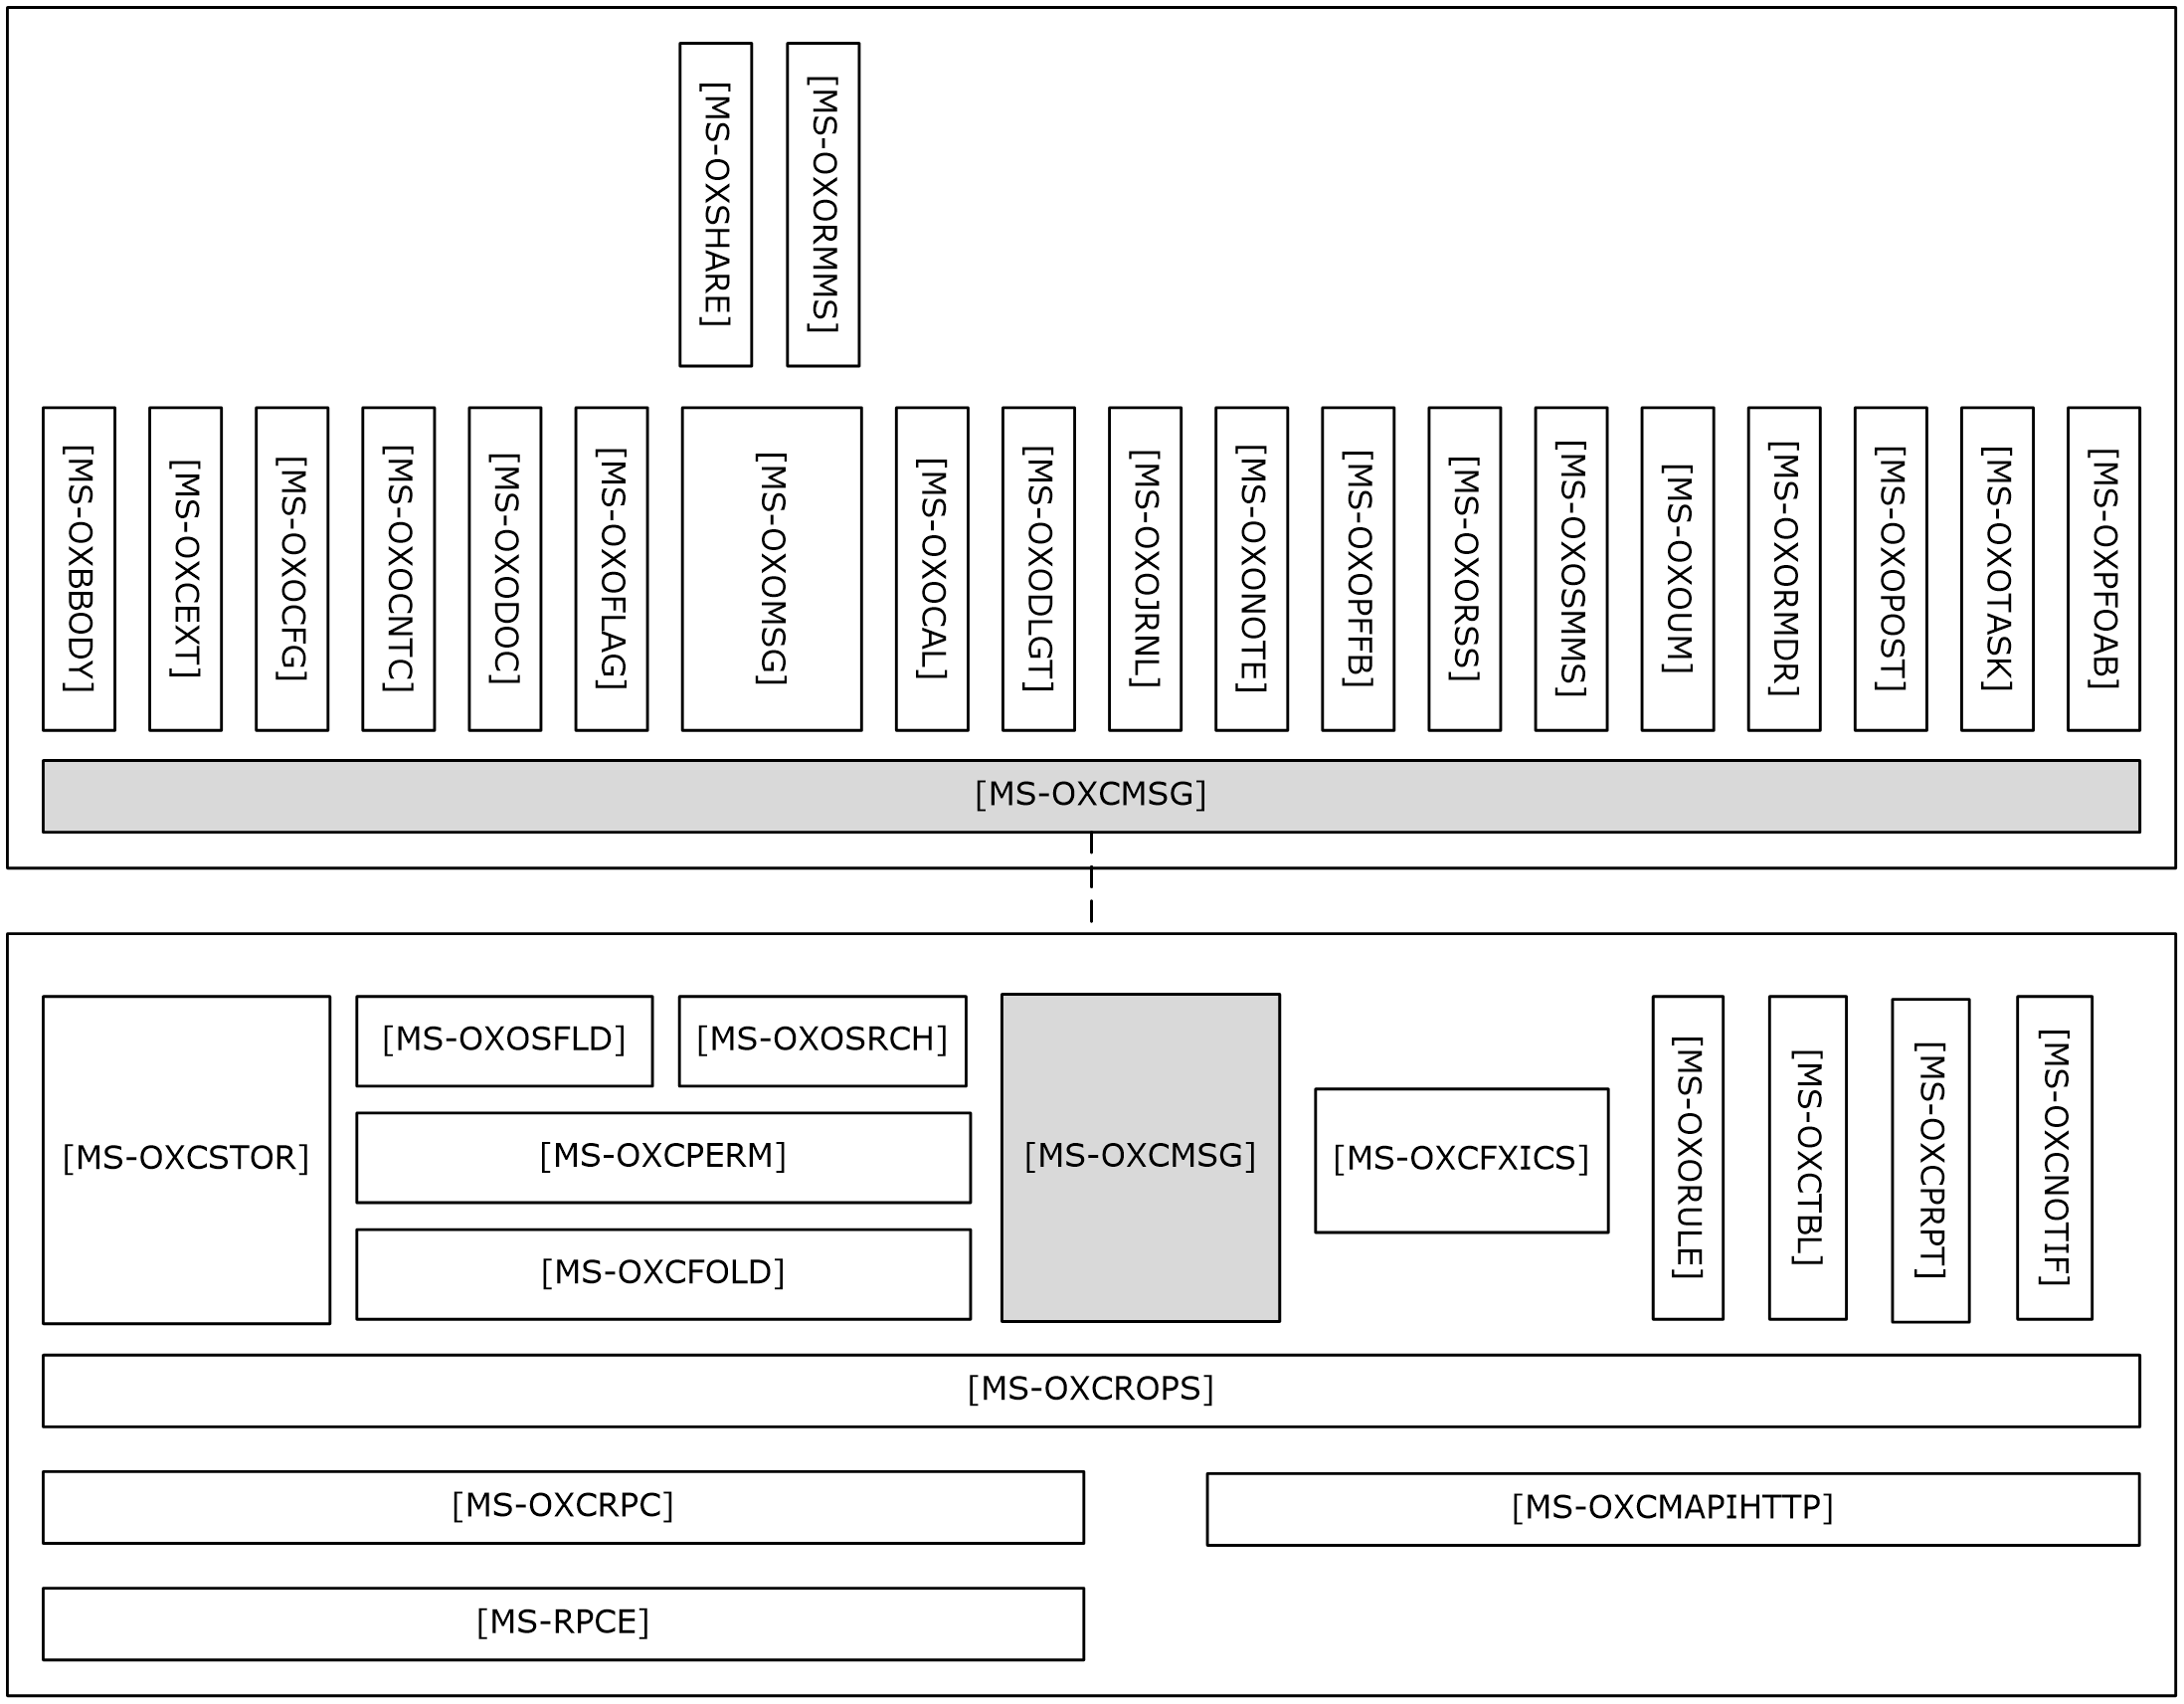 [MS-OXSHARE]
[MS-OXORMMS]
[MS-OXBBODY]
[MS-OXCEXT]
[MS-OXOCFG]
[MS-OXOCNTC]
[MS-OXODOC]
[MS-OXOFLAG]
[MS-OXOMSG]
[MS-OXOCAL]
[MS-OXODLGT]
[MS-OXOJRNL]
[MS-OXONOTE]
[MS-OXOPFFB]
[MS-OXORSS]
[MS-OXOSMMS]
[MS-OXOUM]
[MS-OXORMDR]
[MS-OXOPOST]
[MS-OXOTASK]
[MS-OXPFOAB]
[MS-OXCMSG]
[MS-OXCSTOR]
[MS-OXOSFLD]
[MS-OXOSRCH]
[MS-OXCPERM]
[MS-OXCFOLD]
[MS-OXCMSG]
[MS-OXCFXICS]
[MS-OXORULE]
[MS-OXCTBL]
[MS-OXCPRPT]
[MS-OXCNOTIF]
[MS-OXCROPS]
[MS-OXCRPC]
[MS-OXCMAPIHTTP]
[MS-RPCE]